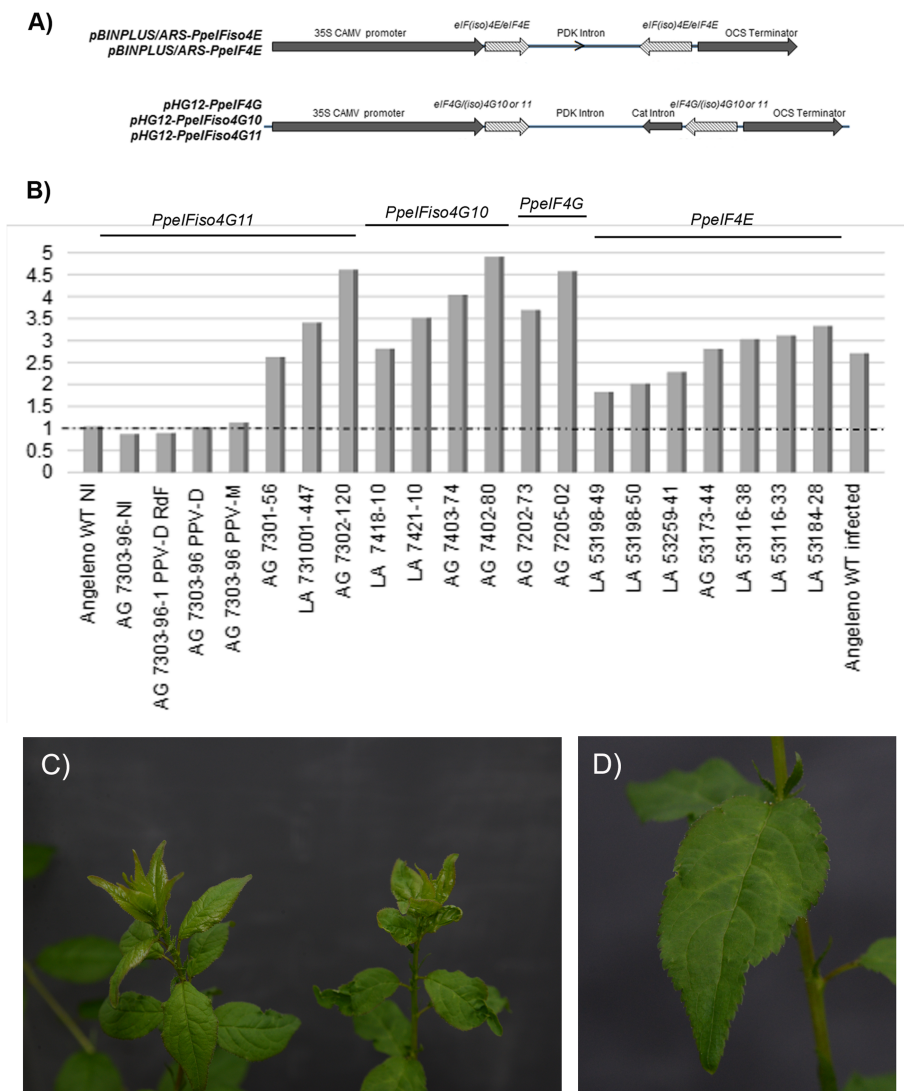 A)
pBINPLUS/ARS-PpeIFiso4E
pBINPLUS/ARS-PpeIF4E
35S CAMV promoter
eIF(iso)4E/eIF4E
PDK Intron
eIF(iso)4E/eIF4E
OCS Terminator
pHG12-PpeIF4G
pHG12-PpeIFiso4G10
pHG12-PpeIFiso4G11
35S CAMV promoter
eIF4G/(iso)4G10 or 11
PDK Intron
Cat Intron
eIF4G/(iso)4G10 or 11
OCS Terminator
B)
PpeIFiso4G11
PpeIFiso4G10
PpeIF4G
PpeIF4E
5
4.5
4
3.5
3
2.5
2
1.5
1
0.5
0
Angeleno WT NI
AG 7303-96-NI
AG 7303-96-1 PPV-D RdF
AG 7303-96 PPV-D
AG 7303-96 PPV-M
AG 7301-56
LA 731001-447
AG 7302-120
LA 7418-10
LA 7421-10
AG 7403-74
AG 7402-80
AG 7202-73
AG 7205-02
LA 53198-49
LA 53198-50
LA 53259-41
AG 53173-44
LA 53116-38
LA 53116-33
LA 53184-28
Angeleno WT infected
C)
D)